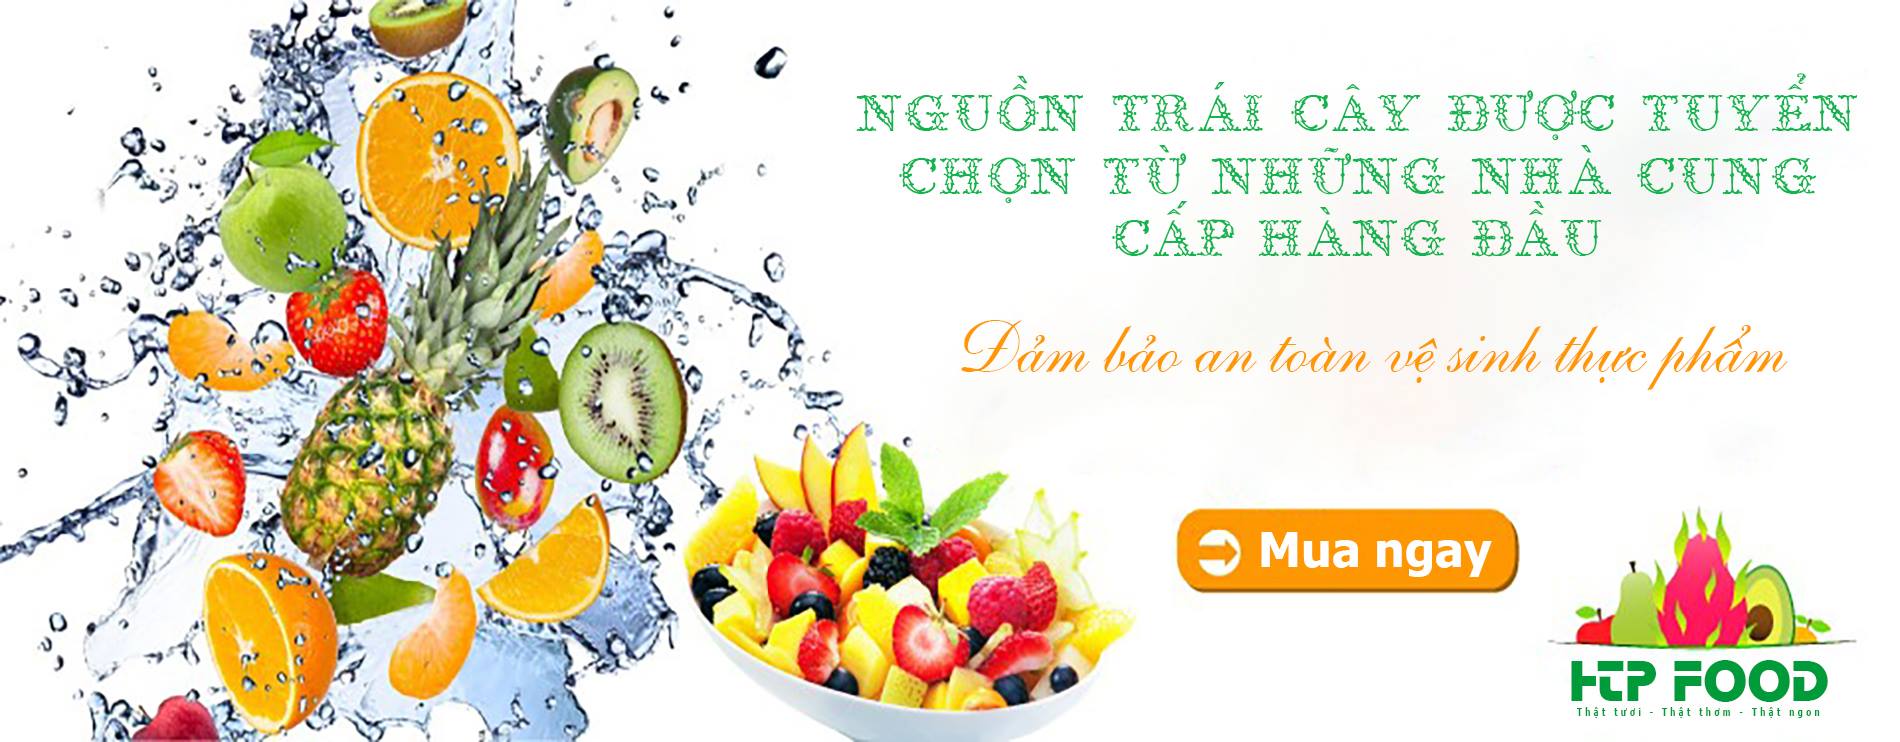 NGUỒN TRÁI CÂY ĐƯỢC TUYỂN
CHỌN TỪ NHỮNG NHÀ CUNG
CẤP HÀNG ĐẦU
Đảm bảo an toàn vệ sinh thực phẩm
Mua ngay
HTP FOOD
Thật tươi - Thật thơm - Thật ngon